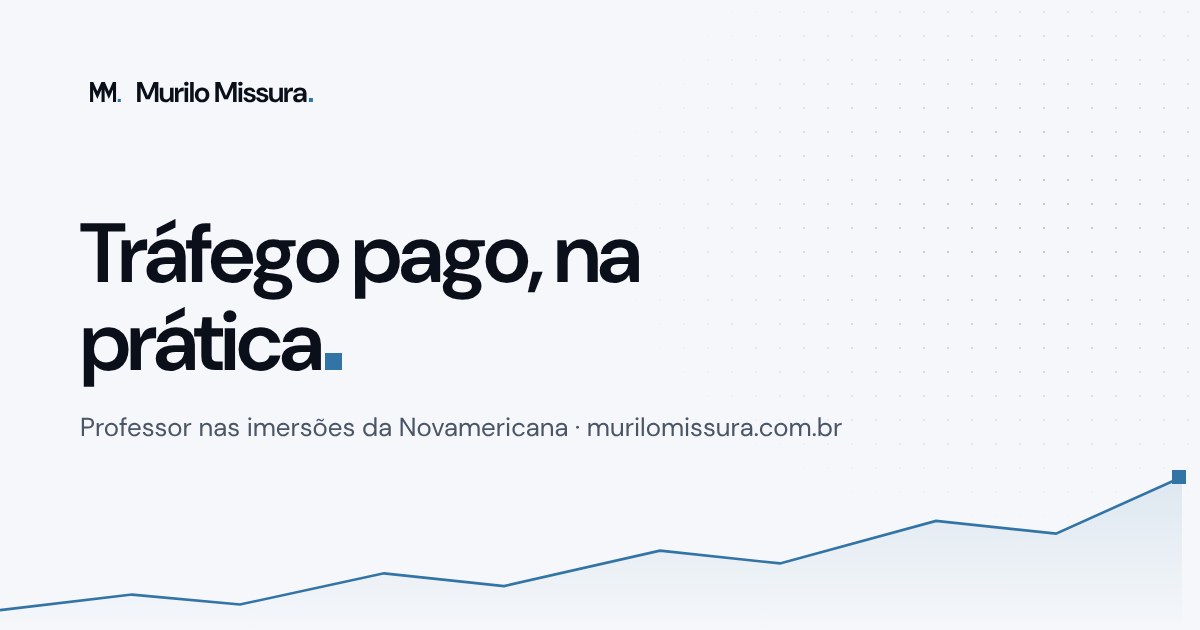 MM. Murilo Missura.
Tráfego pago, na
prática.
Professor nas imersões da Novamericana · murilomissura.com.br